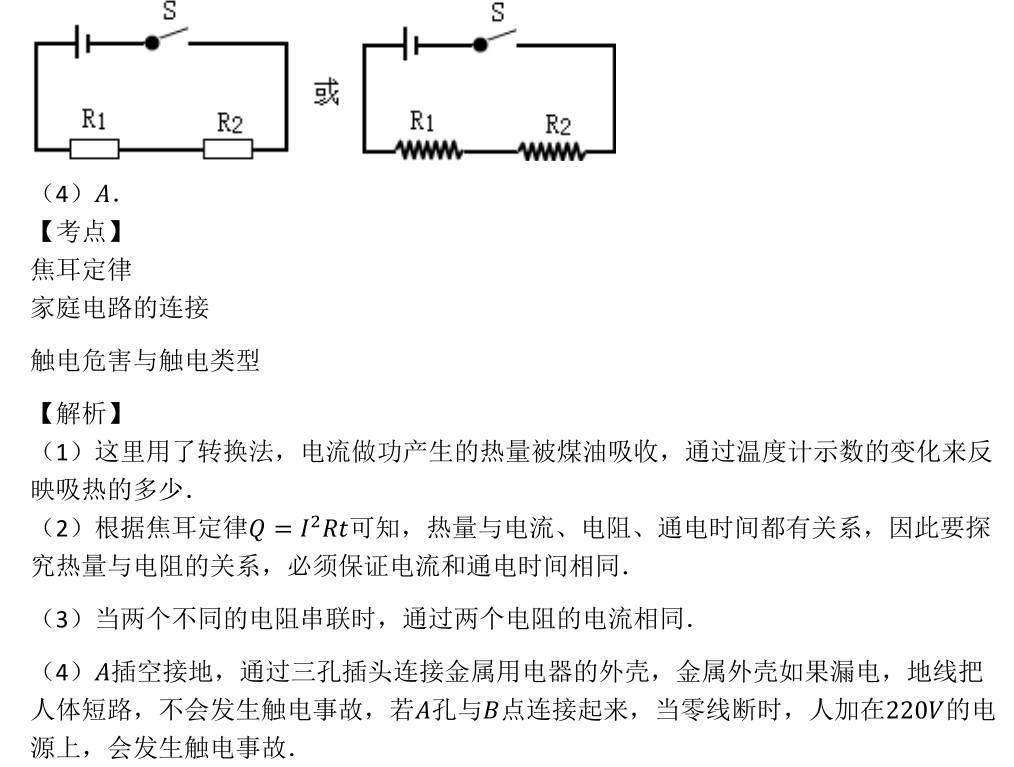 S
S
R1
R2
或
R1
R2
（4）A．
【考点】
焦耳定律
家庭电路的连接
触电危害与触电类型
【解析】
（1）这里用了转换法，电流做功产生的热量被煤油吸收，通过温度计示数的变化来反
映吸热的多少．
（2）根据焦耳定律Q = I²Rt可知，热量与电流、电阻、通电时间都有关系，因此要探
究热量与电阻的关系，必须保证电流和通电时间相同．
（3）当两个不同的电阻串联时，通过两个电阻的电流相同．
（4）A插空接地，通过三孔插头连接金属用电器的外壳，金属外壳如果漏电，地线把
人体短路，不会发生触电事故，若A孔与B点连接起来，当零线断时，人加在220V的电
源上，会发生触电事故．